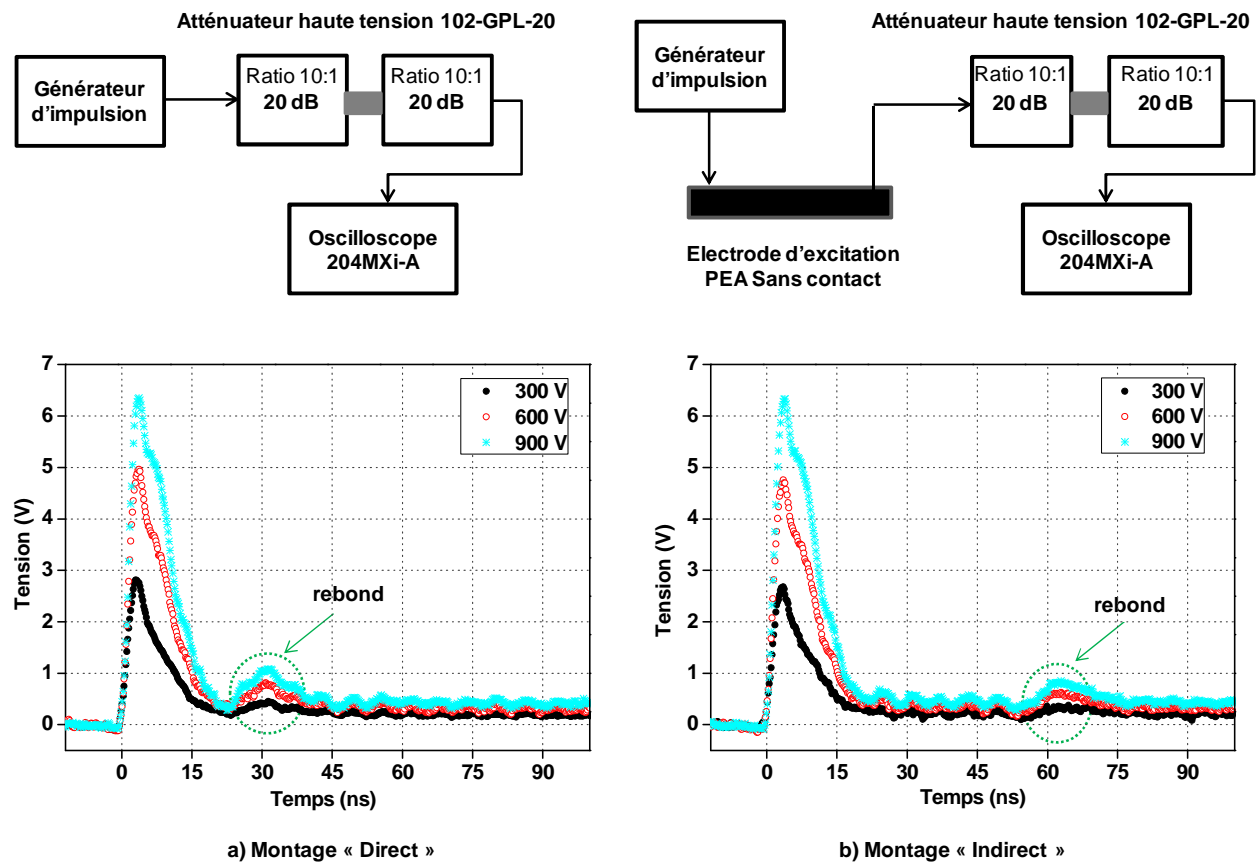 Atténuateur haute tension 102-GPL-20
Générateur
d'impulsion
Ratio 10:1
20 dB
Ratio 10:1
20 dB
Oscilloscope
204MXi-A
Atténuateur haute tension 102-GPL-20
Générateur
d'impulsion
Ratio 10:1
20 dB
Ratio 10:1
20 dB
Electrode d'excitation
PEA Sans contact
Oscilloscope
204MXi-A
7
6
5
4
3
2
1
0
Tension (V)
300 V
600 V
900 V
rebond
0 15 30 45 60 75 90
Temps (ns)
a) Montage « Direct »
7
6
5
4
3
2
1
0
Tension (V)
300 V
600 V
900 V
rebond
0 15 30 45 60 75 90
Temps (ns)
b) Montage « Indirect »